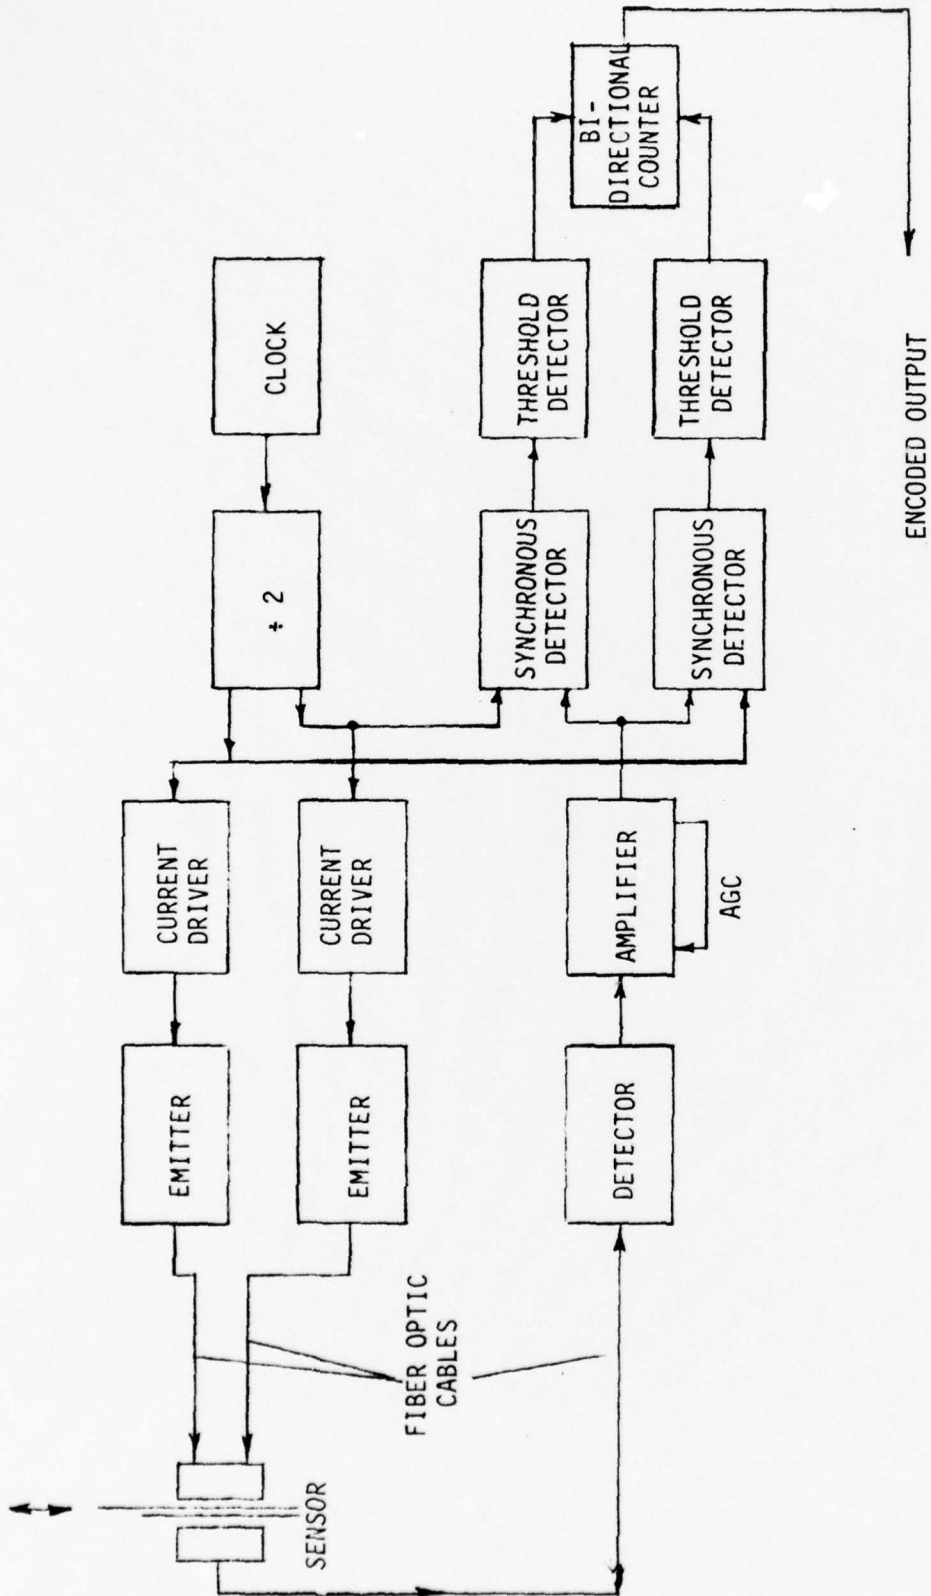 SENSOR
FIBER OPTIC
CABLES
EMITTER
CURRENT
DRIVER
EMITTER
CURRENT
DRIVER
÷ 2
CLOCK
DETECTOR
AMPLIFIER
AGC
SYNCHRONOUS
DETECTOR
THRESHOLD
DETECTOR
SYNCHRONOUS
DETECTOR
THRESHOLD
DETECTOR
BI-
DIRECTIONAL
COUNTER
ENCODED OUTPUT